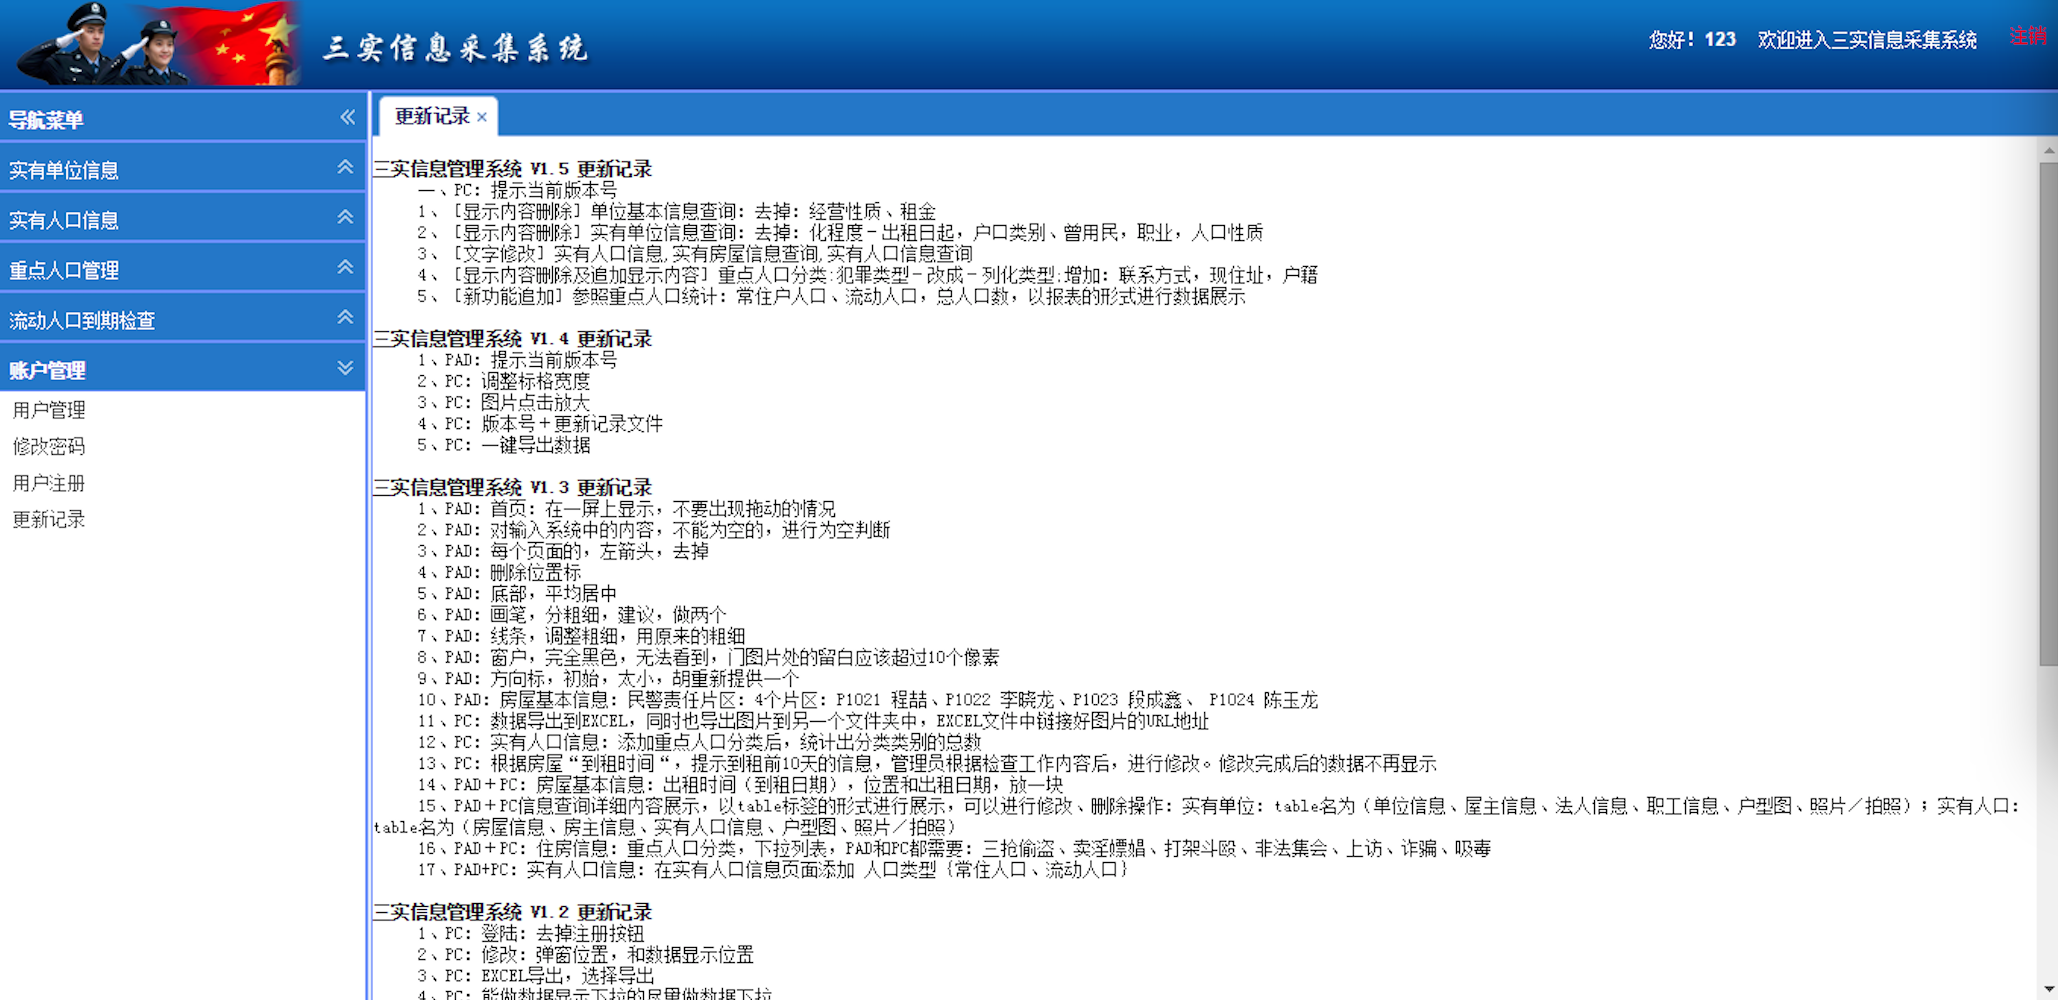 三实信息采集系统
您好！123 欢迎进入三实信息采集系统 注销
导航菜单
实有单位信息
实有人口信息
重点人口管理
流动人口到期检查
账户管理
用户管理
修改密码
用户注册
更新记录
更新记录
三实信息管理系统 V1.5 更新记录
一、PC：提示当前版本号
1、[显示内容删除] 单位基本信息查询：去掉：经营性质、租金
2、[显示内容删除] 实有单位信息查询：去掉：化程度－出租日起，户口类别、曾用民，职业，人口性质
3、[文字修改] 实有人口信息,实有房屋信息查询,实有人口信息查询
4、[显示内容删除及追加显示内容] 重点人口分类:犯罪类型－改成－列化类型;增加：联系方式，现住址，户籍
5、[新功能追加] 参照重点人口统计：常住户人口、流动人口，总人口数，以报表的形式进行数据展示
三实信息管理系统 V1.4 更新记录
1、PAD：提示当前版本号
2、PC：调整标格宽度
3、PC：图片点击放大
4、PC：版本号＋更新记录文件
5、PC：一键导出数据
三实信息管理系统 V1.3 更新记录
1、PAD：首页：在一屏上显示，不要出现拖动的情况
2、PAD：对输入系统中的内容，不能为空的，进行为空判断
3、PAD：每个页面的，左箭头，去掉
4、PAD：删除位置标
5、PAD：底部，平均居中
6、PAD：画笔，分粗细，建议，做两个
7、PAD：线条，调整粗细，用原来的粗细
8、PAD：窗户，完全黑色，无法看到，门图片处的留白应该超过10个像素
9、PAD：方向标，初始，太小，胡重新提供一个
10、PAD：房屋基本信息：民警责任片区：4个片区：P1021 程喆、P1022 李晓龙、P1023 段成鑫、 P1024 陈玉龙
11、PC：数据导出到EXCEL，同时也导出图片到另一个文件夹中，EXCEL文件中链接好图片的URL地址
12、PC：实有人口信息：添加重点人口分类后，统计出分类类别的总数
13、PC：根据房屋“到租时间“，提示到租前10天的信息，管理员根据检查工作内容后，进行修改。修改完成后的数据不再显示
14、PAD＋PC：房屋基本信息：出租时间（到租日期），位置和出租日期，放一块
15、PAD＋PC信息查询详细内容展示，以table标签的形式进行展示，可以进行修改、删除操作：实有单位：table名为（单位信息、屋主信息、法人信息、职工信息、户型图、照片／拍照）；实有人口：
table名为（房屋信息、房主信息、实有人口信息、户型图、照片／拍照）
16、PAD＋PC：住房信息：重点人口分类，下拉列表，PAD和PC都需要：三抢偷盗、卖淫嫖娼、打架斗殴、非法集会、上访、诈骗、吸毒
17、PAD+PC：实有人口信息：在实有人口信息页面添加 人口类型｛常住人口、流动人口｝
三实信息管理系统 V1.2 更新记录
1、PC：登陆：去掉注册按钮
2、PC：修改：弹窗位置，和数据显示位置
3、PC：EXCEL导出，选择导出
4、PC：能做数据显示下拉的尽里做数据下拉